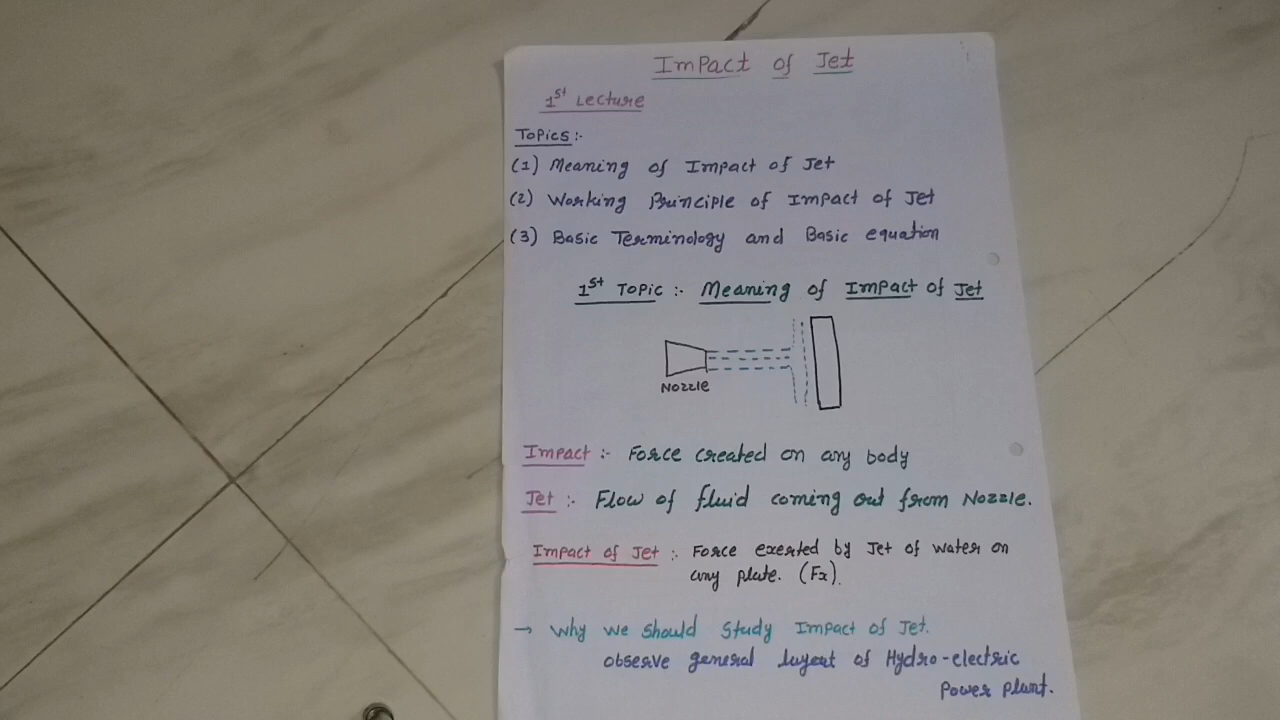 Impact of Jet
1st Lecture
Topics:-
(1) Meaning of Impact of Jet
(2) Working Principle of Impact of Jet
(3) Basic Terminology and Basic equation
1st Topic :- Meaning of Impact of Jet
Nozzle
Impact :- Force created on any body
Jet :- Flow of fluid coming out from Nozzle.
Impact of Jet :- Force exerted by Jet of water on
any plate. (Fx).
→ Why we should study Impact of Jet.
observe general layout of Hydro-electric
Power plant.